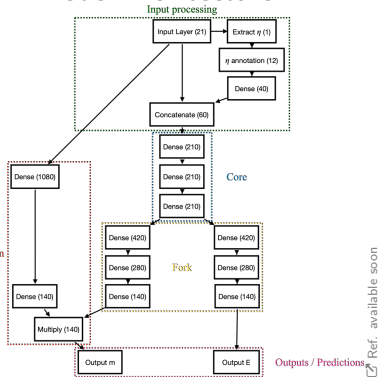 Input processing
Input Layer (21)
Extract η (1)
η annotation (12)
Dense (40)
Concatenate (60)
Dense (210)
Dense (210)
Core
Dense (1080)
Dense (210)
Dense (420)
Dense (420)
n
Dense (280)
Fork
Dense (280)
Dense (140)
Dense (140)
Dense (140)
Multiply (140)
Output m
Output E
Outputs / Predictions
Ref. available soon